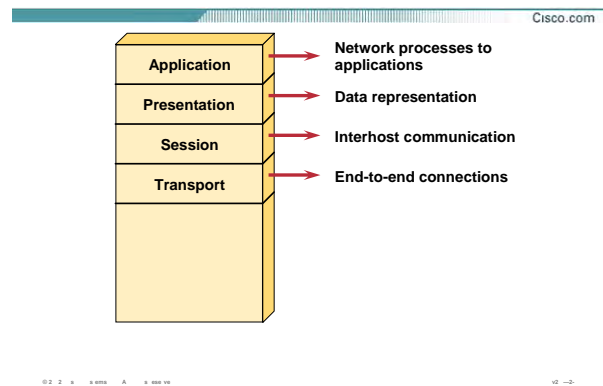 Cisco.com
Application
Network processes to
applications
Presentation
Data representation
Session
Interhost communication
Transport
End-to-end connections